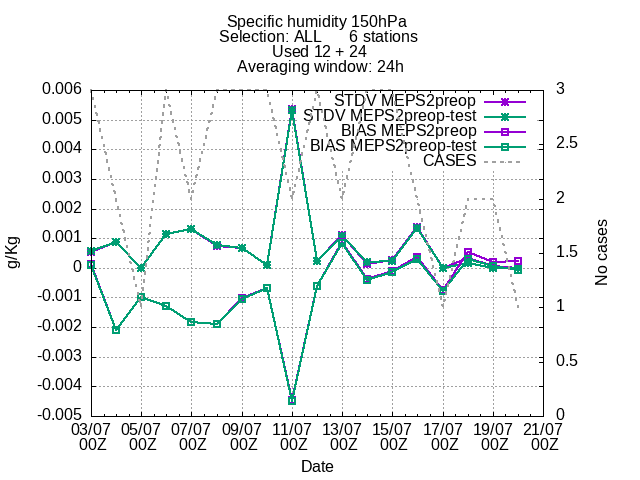 Specific humidity 150hPa
Selection: ALL 6 stations
Used 12 + 24
Averaging window: 24h
STDV MEPS2preop
STDV MEPS2preop-test
BIAS MEPS2preop
BIAS MEPS2preop-test
CASES
g/Kg
0.006
0.005
0.004
0.003
0.002
0.001
0
-0.001
-0.002
-0.003
-0.004
-0.005
No cases
3
2.5
2
1.5
1
0.5
0
03/07 05/07 07/07 09/07 11/07 13/07 15/07 17/07 19/07 21/07
00Z 00Z 00Z 00Z 00Z 00Z 00Z 00Z 00Z 00Z
Date